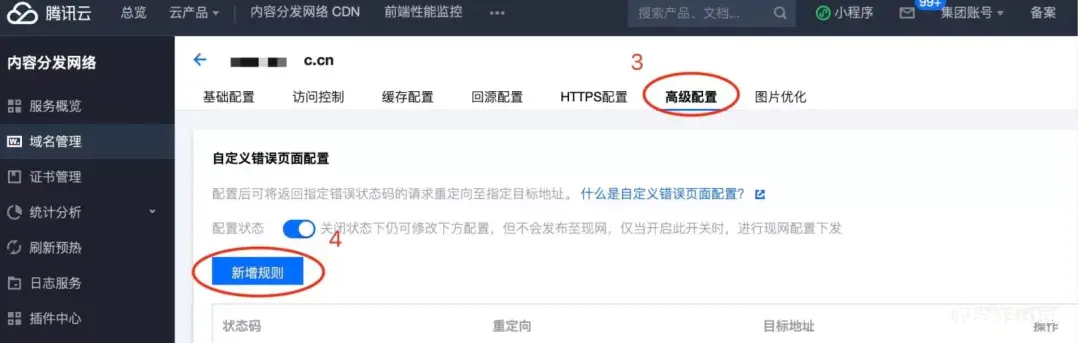 腾讯云 总览 云产品 内容分发网络 CDN 前端性能监控 ••• 搜索产品、文档... 小程序 99+ 集团账号 备案
内容分发网络
c.cn
3
基础配置 访问控制 缓存配置 回源配置 HTTPS配置 高级配置 图片优化
服务概览
域名管理
证书管理
统计分析
刷新预热
日志服务
插件中心
自定义错误页面配置
配置后可将返回指定错误状态码的请求重定向至指定目标地址。 什么是自定义错误页面配置?
配置状态 关闭状态下仍可修改下方配置，但不会发布至现网，仅当开启此开关时，进行现网配置下发
4
新增规则
状态码 重定向 目标地址 操作